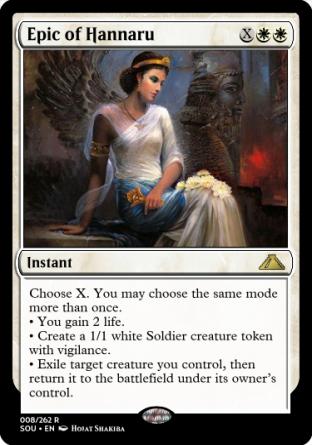 Epic of Hannaru XWW
Instant
Choose X. You may choose the same mode
more than once.
• You gain 2 life.
• Create a 1/1 white Soldier creature token
with vigilance.
• Exile target creature you control, then
return it to the battlefield under its owner's
control.
008/262 R
SOU • EN Hojat Shakiba